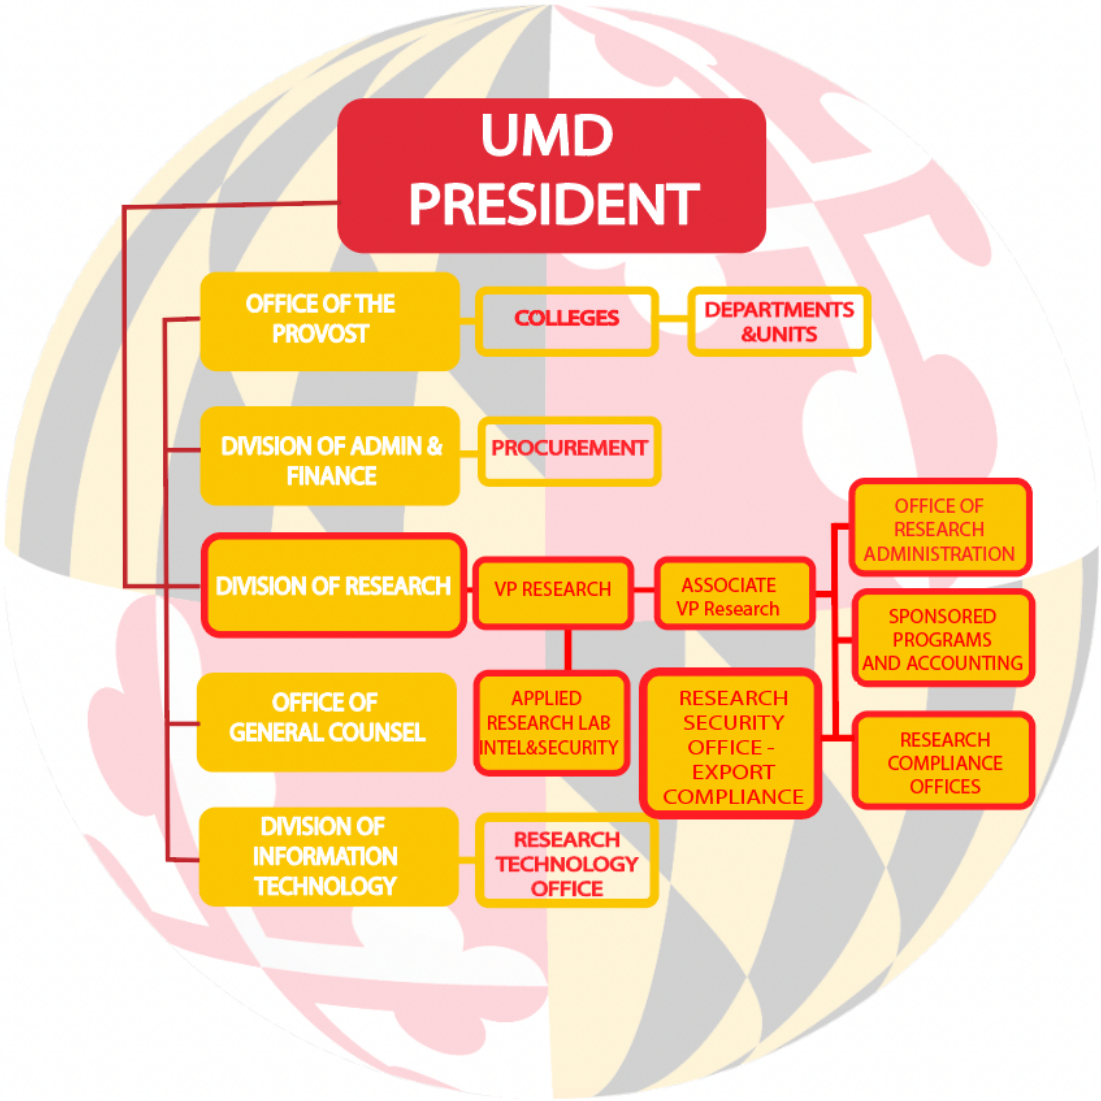 UMD
PRESIDENT
OFFICE OF THE
PROVOST
COLLEGES
DEPARTMENTS
&UNITS
DIVISION OF ADMIN &
FINANCE
PROCUREMENT
DIVISION OF RESEARCH
VP RESEARCH
ASSOCIATE
VP Research
OFFICE OF
RESEARCH
ADMINISTRATION
SPONSORED
PROGRAMS
AND ACCOUNTING
RESEARCH
COMPLIANCE
OFFICES
APPLIED
RESEARCH LAB
INTEL&SECURITY
RESEARCH
SECURITY
OFFICE -
EXPORT
COMPLIANCE
OFFICE OF
GENERAL COUNSEL
DIVISION OF
INFORMATION
TECHNOLOGY
RESEARCH
TECHNOLOGY
OFFICE